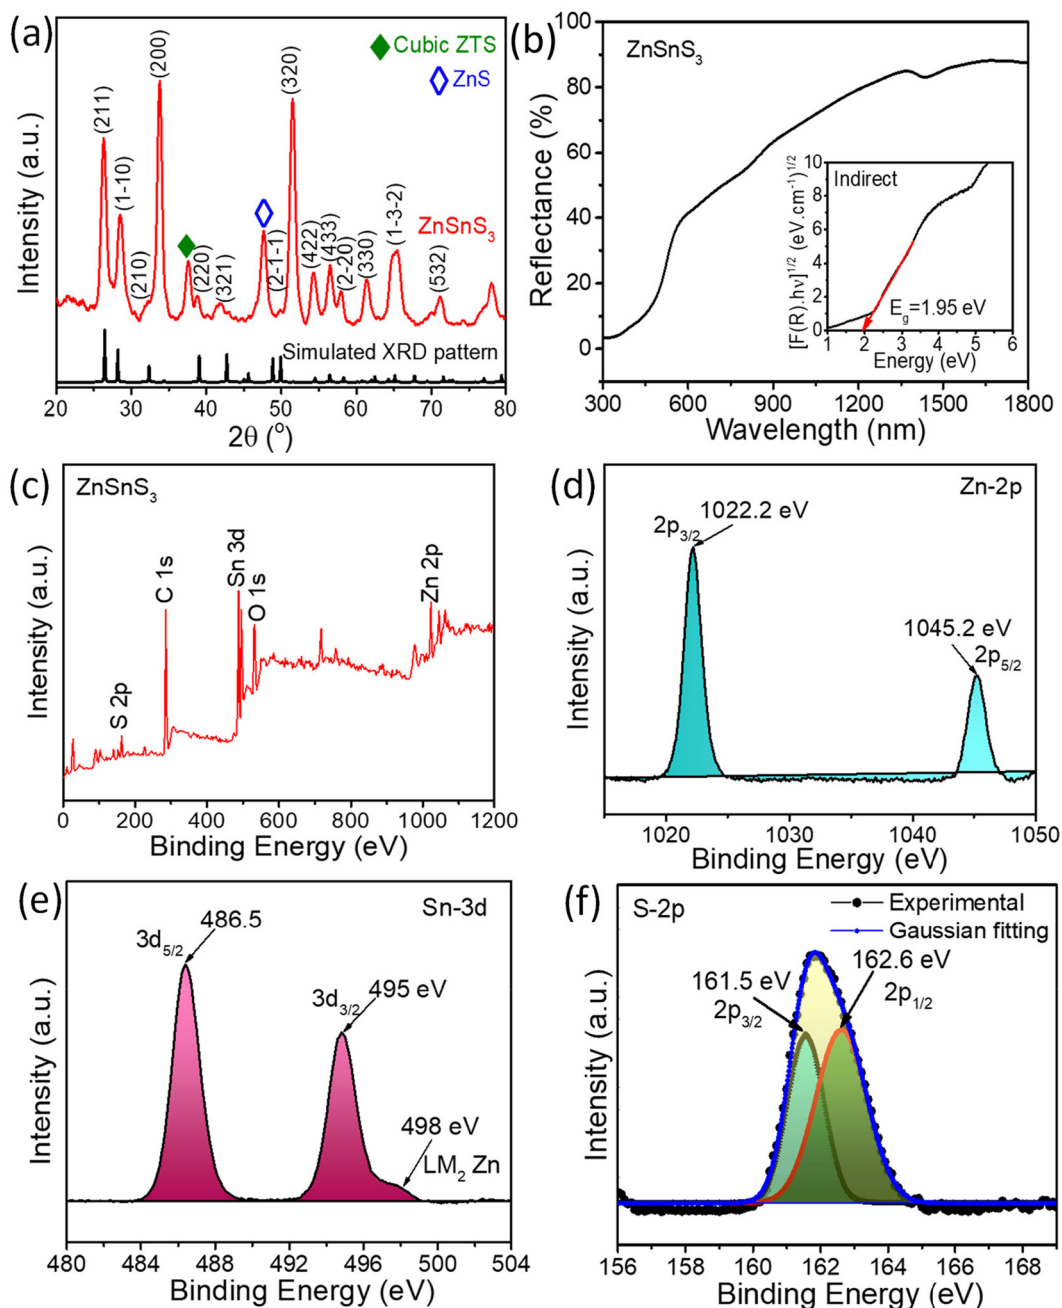 (a)
Cubic ZTS
ZnS
(211)
(1-10)
(210)
(200)
(220)
(321)
(2-1-1)
(320)
(422)
(433)
(2-20)
(330)
(1-3-2)
(532)
ZnSnS₃
Simulated XRD pattern
Intensity (a.u.)
20 30 40 50 60 70 80
2θ (°)
(b)
ZnSnS₃
Reflectance (%)
100
80
60
40
20
0
300 600 900 1200 1500 1800
Wavelength (nm)
Indirect
[F(R).hν]^1/2 (eV.cm⁻¹)^1/2
10
8
6
4
2
0
E_g=1.95 eV
1 2 3 4 5 6
Energy (eV)
(c)
ZnSnS₃
S 2p
C 1s
Sn 3d
O 1s
Zn 2p
Intensity (a.u.)
0 200 400 600 800 1000 1200
Binding Energy (eV)
(d)
Zn-2p
1022.2 eV
2p₃/₂
1045.2 eV
2p₅/₂
Intensity (a.u.)
1020 1030 1040 1050
Binding Energy (eV)
(e)
Sn-3d
486.5
3d₅/₂
495 eV
3d₃/₂
498 eV
LM₂ Zn
Intensity (a.u.)
480 484 488 492 496 500 504
Binding Energy (eV)
(f)
S-2p
Experimental
Gaussian fitting
161.5 eV
2p₃/₂
162.6 eV
2p₁/₂
Intensity (a.u.)
156 158 160 162 164 166 168
Binding Energy (eV)